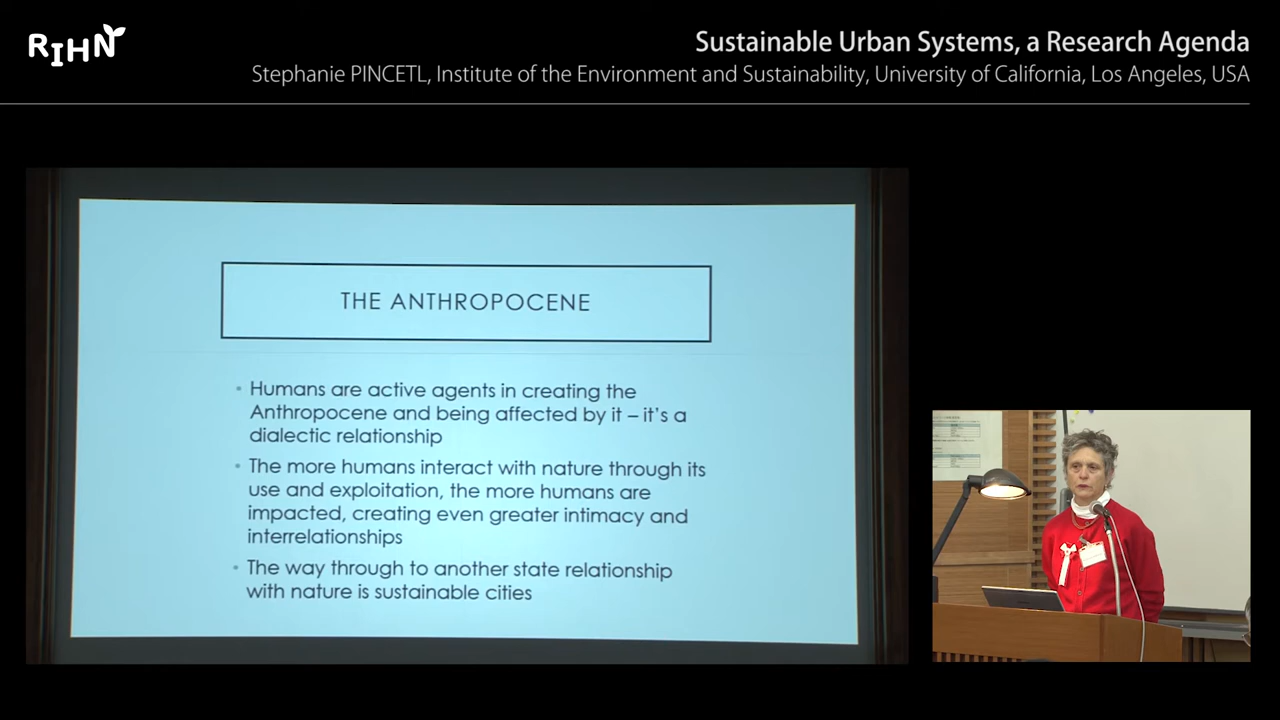 RIHN
Sustainable Urban Systems, a Research Agenda
Stephanie PINCETL, Institute of the Environment and Sustainability, University of California, Los Angeles, USA
THE ANTHROPOCENE
• Humans are active agents in creating the
Anthropocene and being affected by it – it's a
dialectic relationship
• The more humans interact with nature through its
use and exploitation, the more humans are
impacted, creating even greater intimacy and
interrelationships
• The way through to another state relationship
with nature is sustainable cities